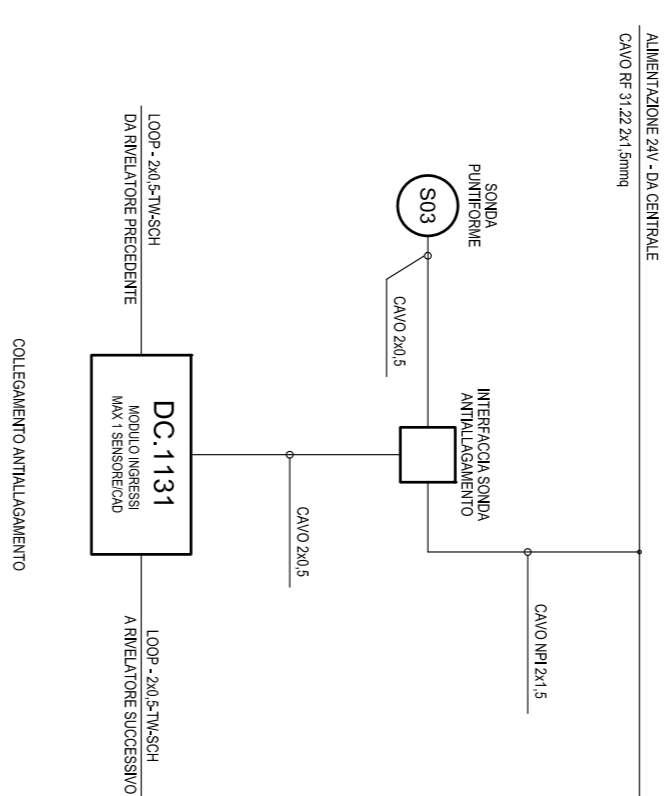 ALIMENTAZIONE 24V - DA CENTRALE
CAVO RF 31.22 2x1,5mmq
SONDA
PUNTIFORME
S03
CAVO 2x0,5
INTERFACCIA SONDA
ANTIALLAGAMENTO
CAVO NPI 2x1,5
CAVO 2x0,5
LOOP - 2x0,5-TW-SCH
DA RIVELATORE PRECEDENTE
DC.1131
MODULO INGRESSI
MAX 1 SENSORE/CAD
LOOP - 2x0,5-TW-SCH
A RIVELATORE SUCCESSIVO
COLLEGAMENTO ANTIALLAGAMENTO